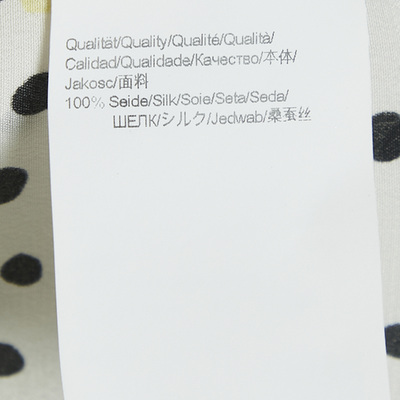 Qualität/Quality/Qualité/Qualità/
Calidad/Qualidade/Качество/本体/
Jakosc/面料
100% Seide/Silk/Soie/Seta/Seda/
ШЕЛК/シルク/Jedwab/桑蚕丝